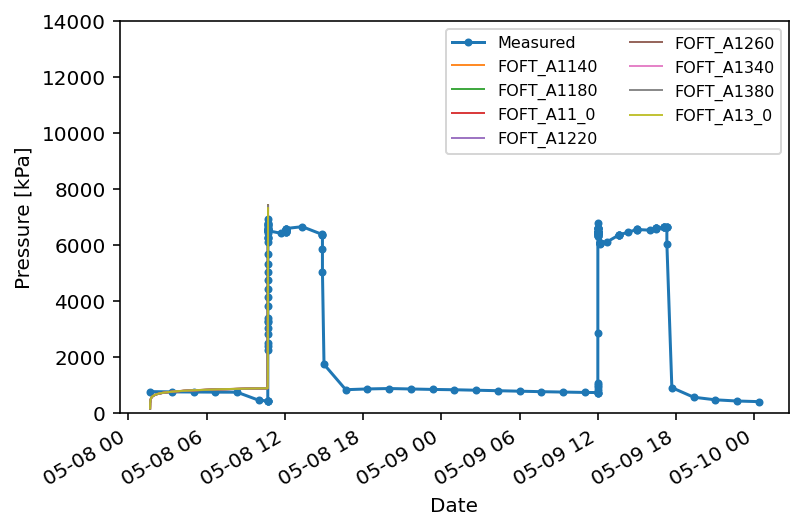 14000
12000
10000
8000
6000
4000
2000
0
Pressure [kPa]
Measured
FOFT_A1140
FOFT_A1180
FOFT_A11_0
FOFT_A1220
FOFT_A1260
FOFT_A1340
FOFT_A1380
FOFT_A13_0
05-08 00
05-08 06
05-08 12
05-08 18
05-09 00
05-09 06
05-09 12
05-09 18
05-10 00
Date